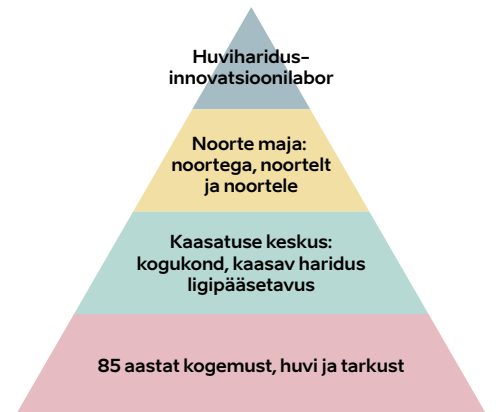 Huviharidus-
innovatsioonilabor
Noorte maja:
noortega, noortelt
ja noortele
Kaasatuse keskus:
kogukond, kaasav haridus
ligipääsetavus
85 aastat kogemust, huvi ja tarkust